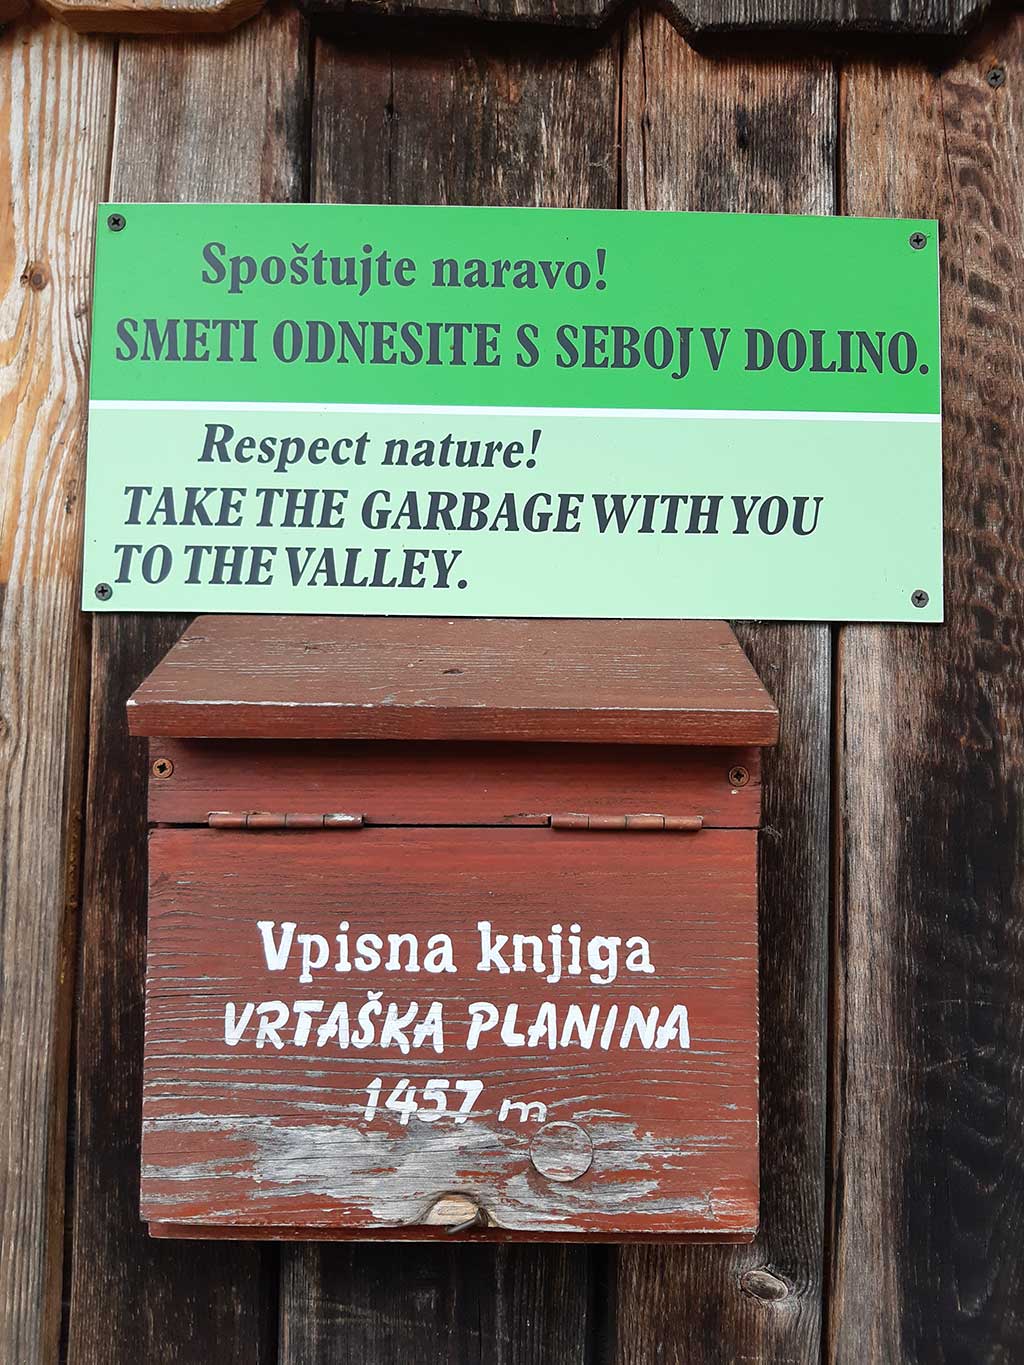 Spoštujte naravo!
SMETI ODNESITE S SEBOJ V DOLINO.
Respect nature!
TAKE THE GARBAGE WITH YOU
TO THE VALLEY.
Vpisna knjiga
VRTAŠKA PLANINA
1457 m